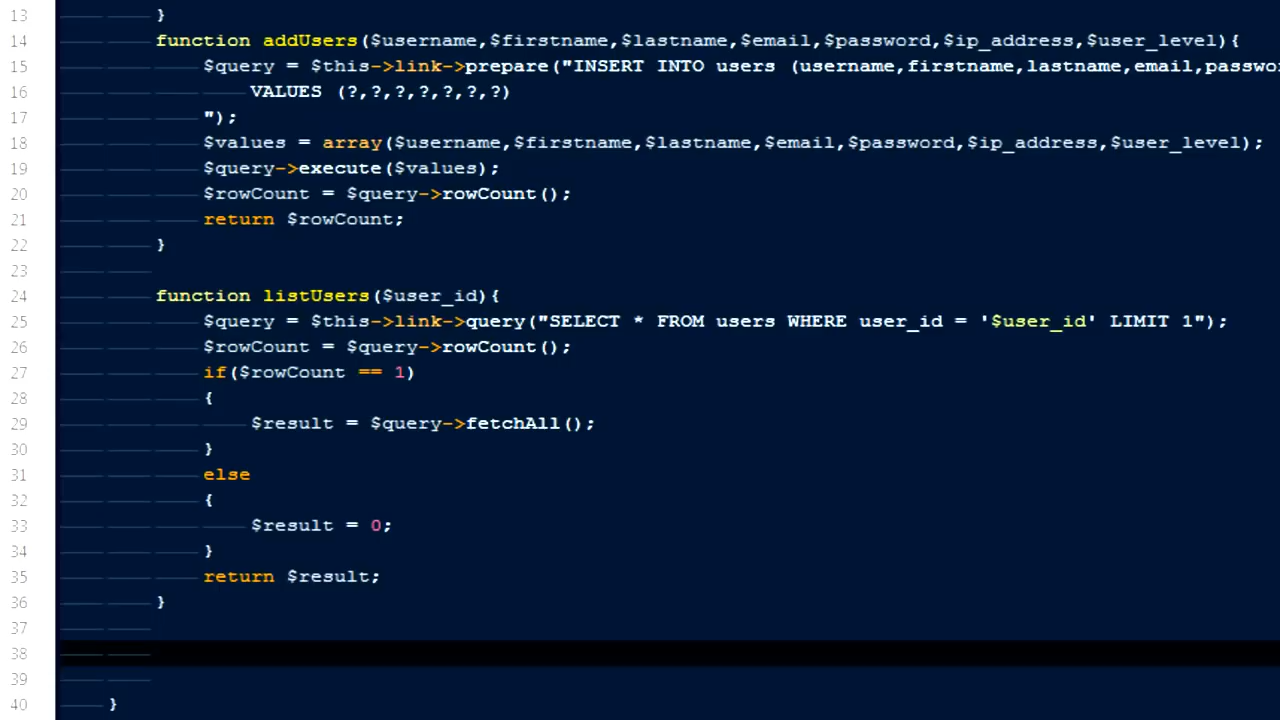 13 }
14 function addUsers($username,$firstname,$lastname,$email,$password,$ip_address,$user_level){
15 $query = $this->link->prepare("INSERT INTO users (username,firstname,lastname,email,passwo
16 VALUES (?,?,?,?,?,?,?)
17 ");
18 $values = array($username,$firstname,$lastname,$email,$password,$ip_address,$user_level);
19 $query->execute($values);
20 $rowCount = $query->rowCount();
21 return $rowCount;
22 }
23
24 function listUsers($user_id){
25 $query = $this->link->query("SELECT * FROM users WHERE user_id = '$user_id' LIMIT 1");
26 $rowCount = $query->rowCount();
27 if($rowCount == 1)
28 {
29 $result = $query->fetchAll();
30 }
31 else
32 {
33 $result = 0;
34 }
35 return $result;
36 }
37
38
39
40 }